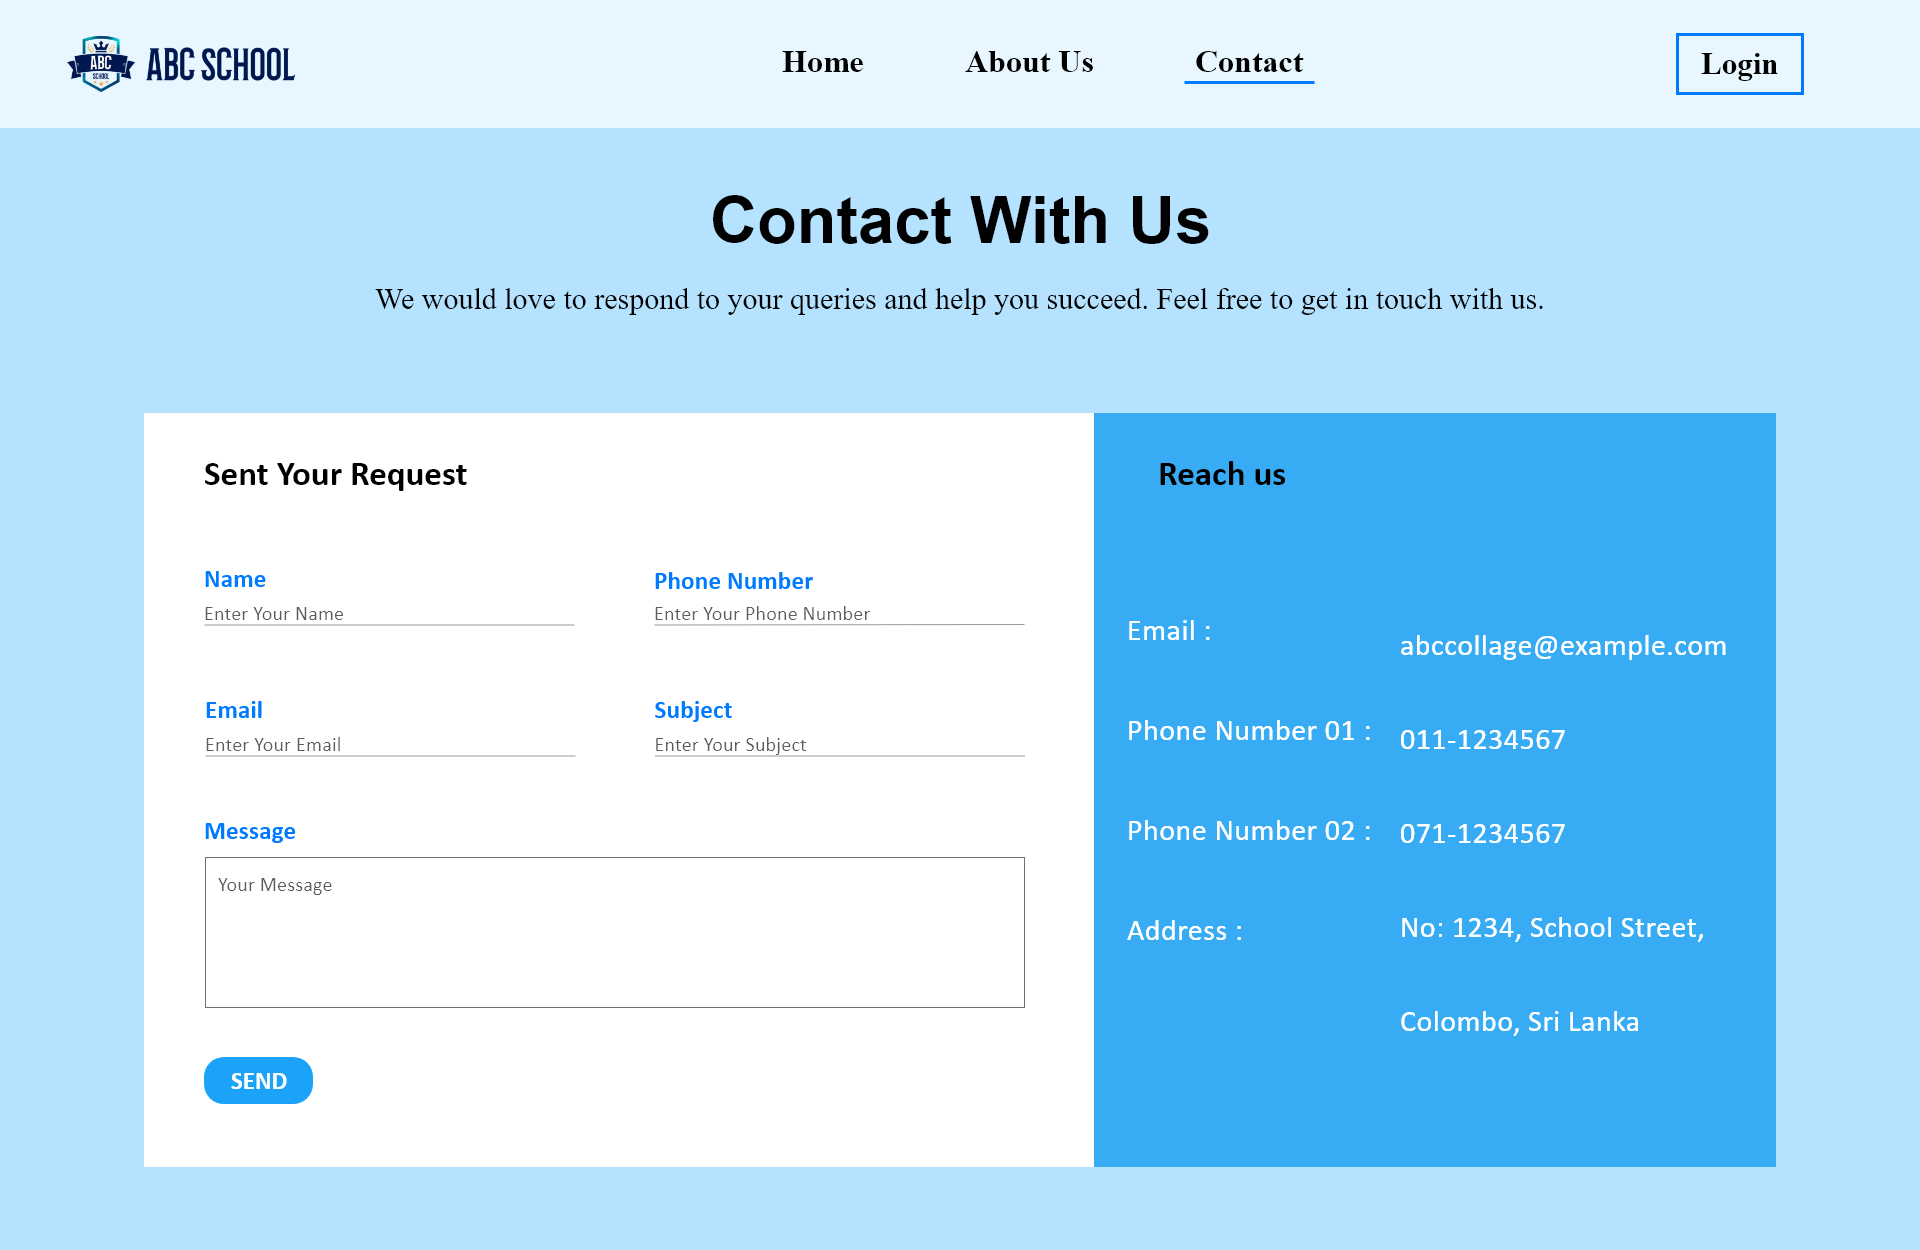 ABC
SCHOOL
ABC SCHOOL
Home
About Us
Contact
Login
Contact With Us
We would love to respond to your queries and help you succeed. Feel free to get in touch with us.
Sent Your Request
Name
Enter Your Name
Phone Number
Enter Your Phone Number
Email
Enter Your Email
Subject
Enter Your Subject
Message
Your Message
SEND
Reach us
Email :
abccollage@example.com
Phone Number 01 :
011-1234567
Phone Number 02 :
071-1234567
Address :
No: 1234, School Street,
Colombo, Sri Lanka